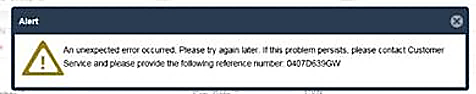 Alert
An unexpected error occurred. Please try again later. If this problem persists, please contact Customer
Service and please provide the following reference number: 0407D639GW